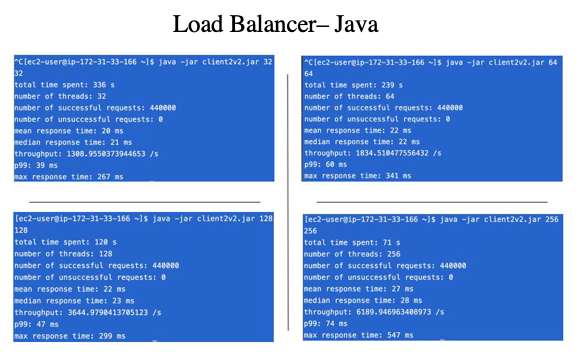 Load Balancer– Java
^C[ec2-user@ip-172-31-33-166 ~]$ java -jar client2v2.jar 32
32
total time spent: 336 s
number of threads: 32
number of successful requests: 440000
number of unsuccessful requests: 0
mean response time: 20 ms
median response time: 21 ms
throughput: 1308.9550373944653 /s
p99: 39 ms
max response time: 267 ms
^C[ec2-user@ip-172-31-33-166 ~]$ java -jar client2v2.jar 64
64
total time spent: 239 s
number of threads: 64
number of successful requests: 440000
number of unsuccessful requests: 0
mean response time: 22 ms
median response time: 22 ms
throughput: 1834.510477556432 /s
p99: 60 ms
max response time: 341 ms
[ec2-user@ip-172-31-33-166 ~]$ java -jar client2v2.jar 128
128
total time spent: 120 s
number of threads: 128
number of successful requests: 440000
number of unsuccessful requests: 0
mean response time: 22 ms
median response time: 23 ms
throughput: 3644.9790413705123 /s
p99: 47 ms
max response time: 299 ms
[ec2-user@ip-172-31-33-166 ~]$ java -jar client2v2.jar 256
256
total time spent: 71 s
number of threads: 256
number of successful requests: 440000
number of unsuccessful requests: 0
mean response time: 27 ms
median response time: 28 ms
throughput: 6189.946963408973 /s
p99: 74 ms
max response time: 547 ms